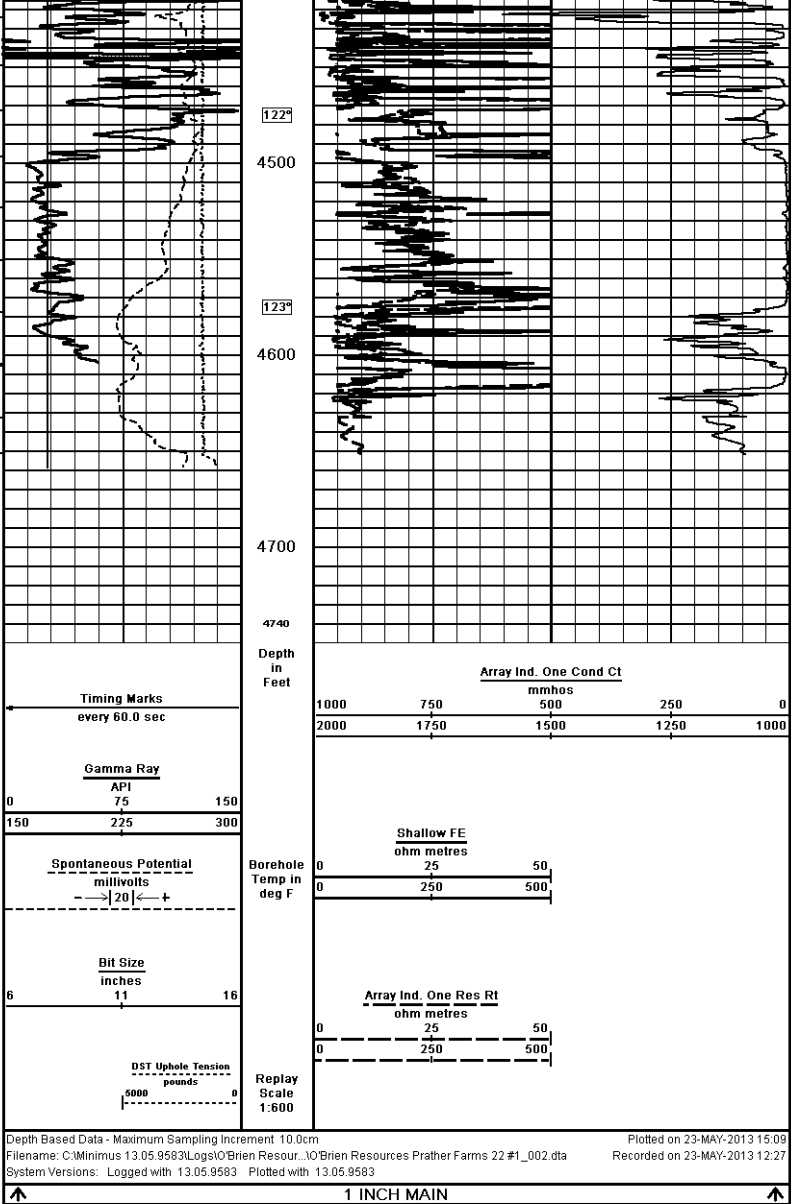 122º
4500
123º
4600
4700
4740
Depth
in
Feet
Timing Marks
every 60.0 sec
Array Ind. One Cond Ct
mmhos
1000 750 500 250 0
2000 1750 1500 1250 1000
Gamma Ray
API
0 75 150
150 225 300
Shallow FE
ohm metres
0 25 50
0 250 500
Spontaneous Potential
millivolts
- →|20|← +
Borehole
Temp in
deg F
Bit Size
inches
6 11 16
Array Ind. One Res Rt
ohm metres
0 25 50
0 250 500
DST Uphole Tension
pounds
5000 0
Replay
Scale
1:600
Depth Based Data - Maximum Sampling Increment 10.0cm
Plotted on 23-MAY-2013 15:09
Filename: C:\Minimus 13.05.9583\Logs\O'Brien Resour...\O'Brien Resources Prather Farms 22 #1_002.dta
Recorded on 23-MAY-2013 12:27
System Versions: Logged with 13.05.9583 Plotted with 13.05.9583
1 INCH MAIN